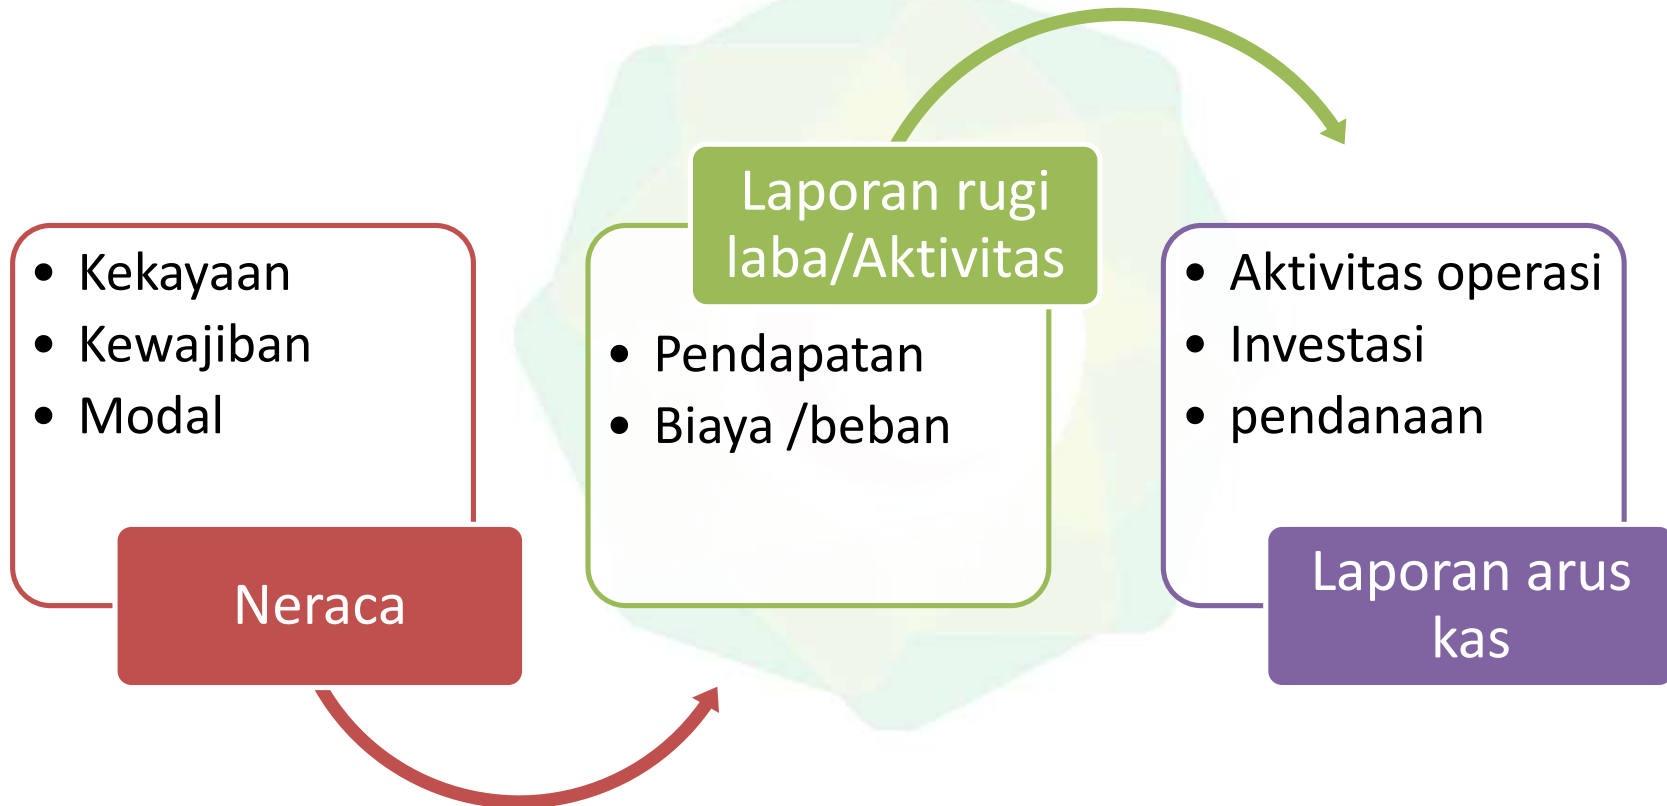 • Kekayaan
• Kewajiban
• Modal
Neraca
Laporan rugi
laba/Aktivitas
• Pendapatan
• Biaya /beban
• Aktivitas operasi
• Investasi
• pendanaan
Laporan arus
kas